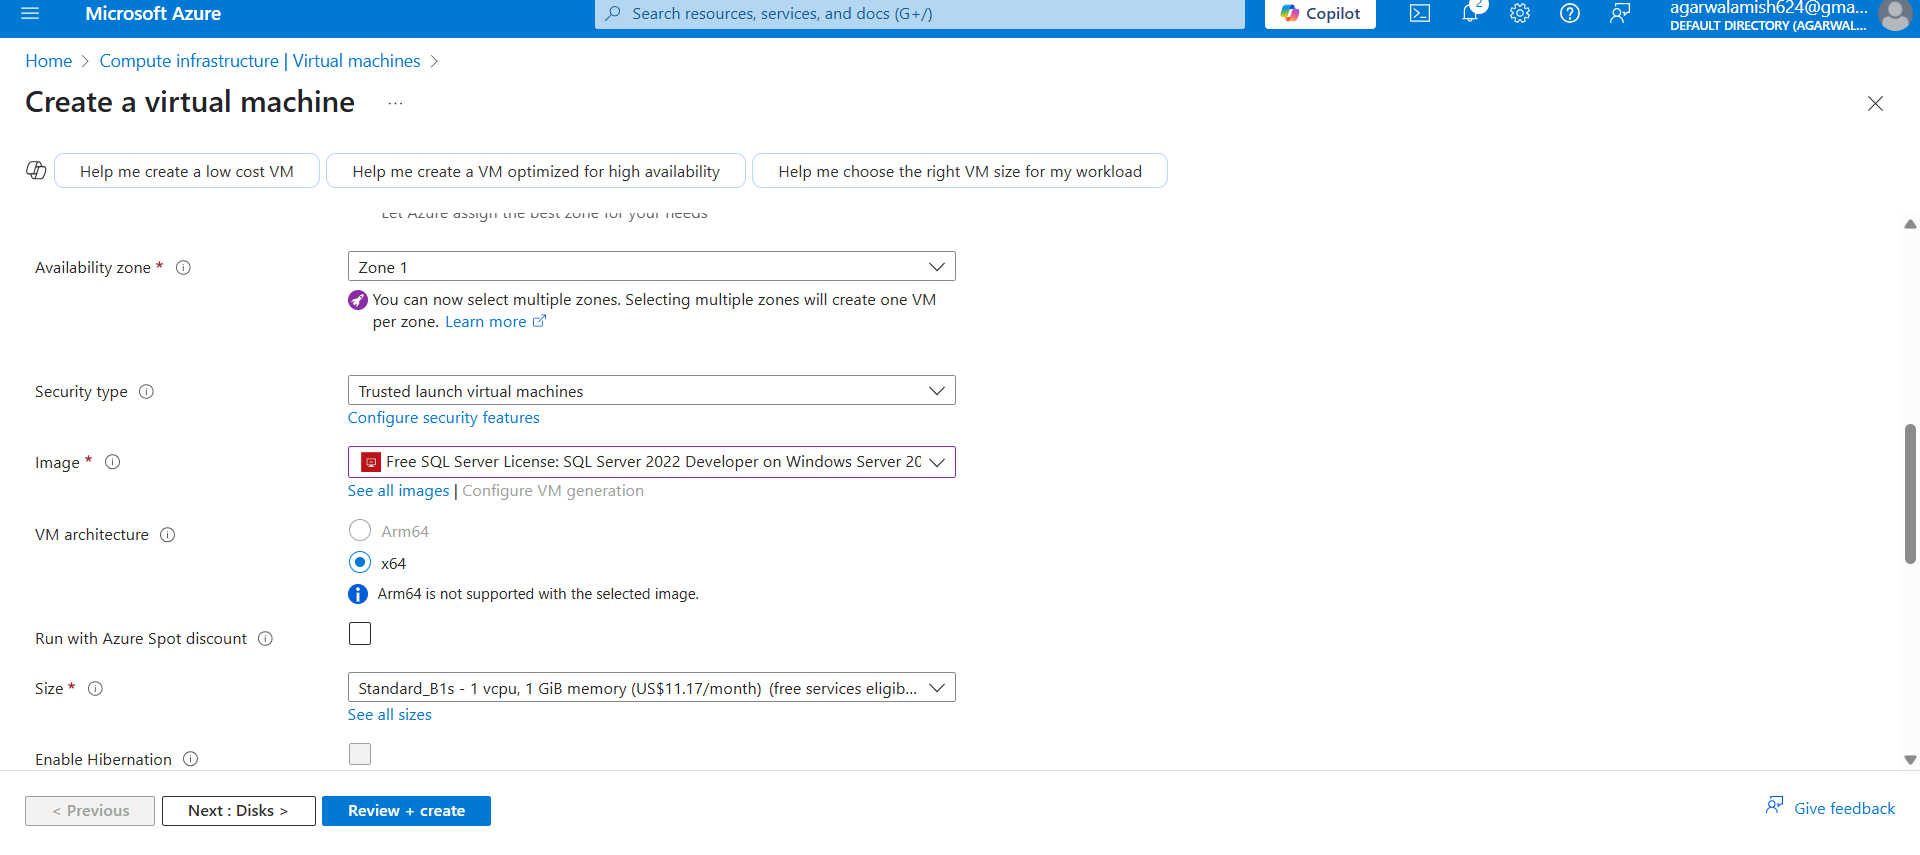 Microsoft Azure
Search resources, services, and docs (G+/)
Copilot
2
agarwalamish624@gma...
DEFAULT DIRECTORY (AGARWAL...
Home > Compute infrastructure | Virtual machines >
Create a virtual machine ...
Help me create a low cost VM
Help me create a VM optimized for high availability
Help me choose the right VM size for my workload
Let Azure assign the best zone for your needs
Availability zone *
Zone 1
You can now select multiple zones. Selecting multiple zones will create one VM
per zone. Learn more
Security type
Trusted launch virtual machines
Configure security features
Image *
Free SQL Server License: SQL Server 2022 Developer on Windows Server 20
See all images | Configure VM generation
VM architecture
Arm64
x64
Arm64 is not supported with the selected image.
Run with Azure Spot discount
Size *
Standard_B1s - 1 vcpu, 1 GiB memory (US$11.17/month) (free services eligib...
See all sizes
Enable Hibernation
< Previous
Next : Disks >
Review + create
Give feedback